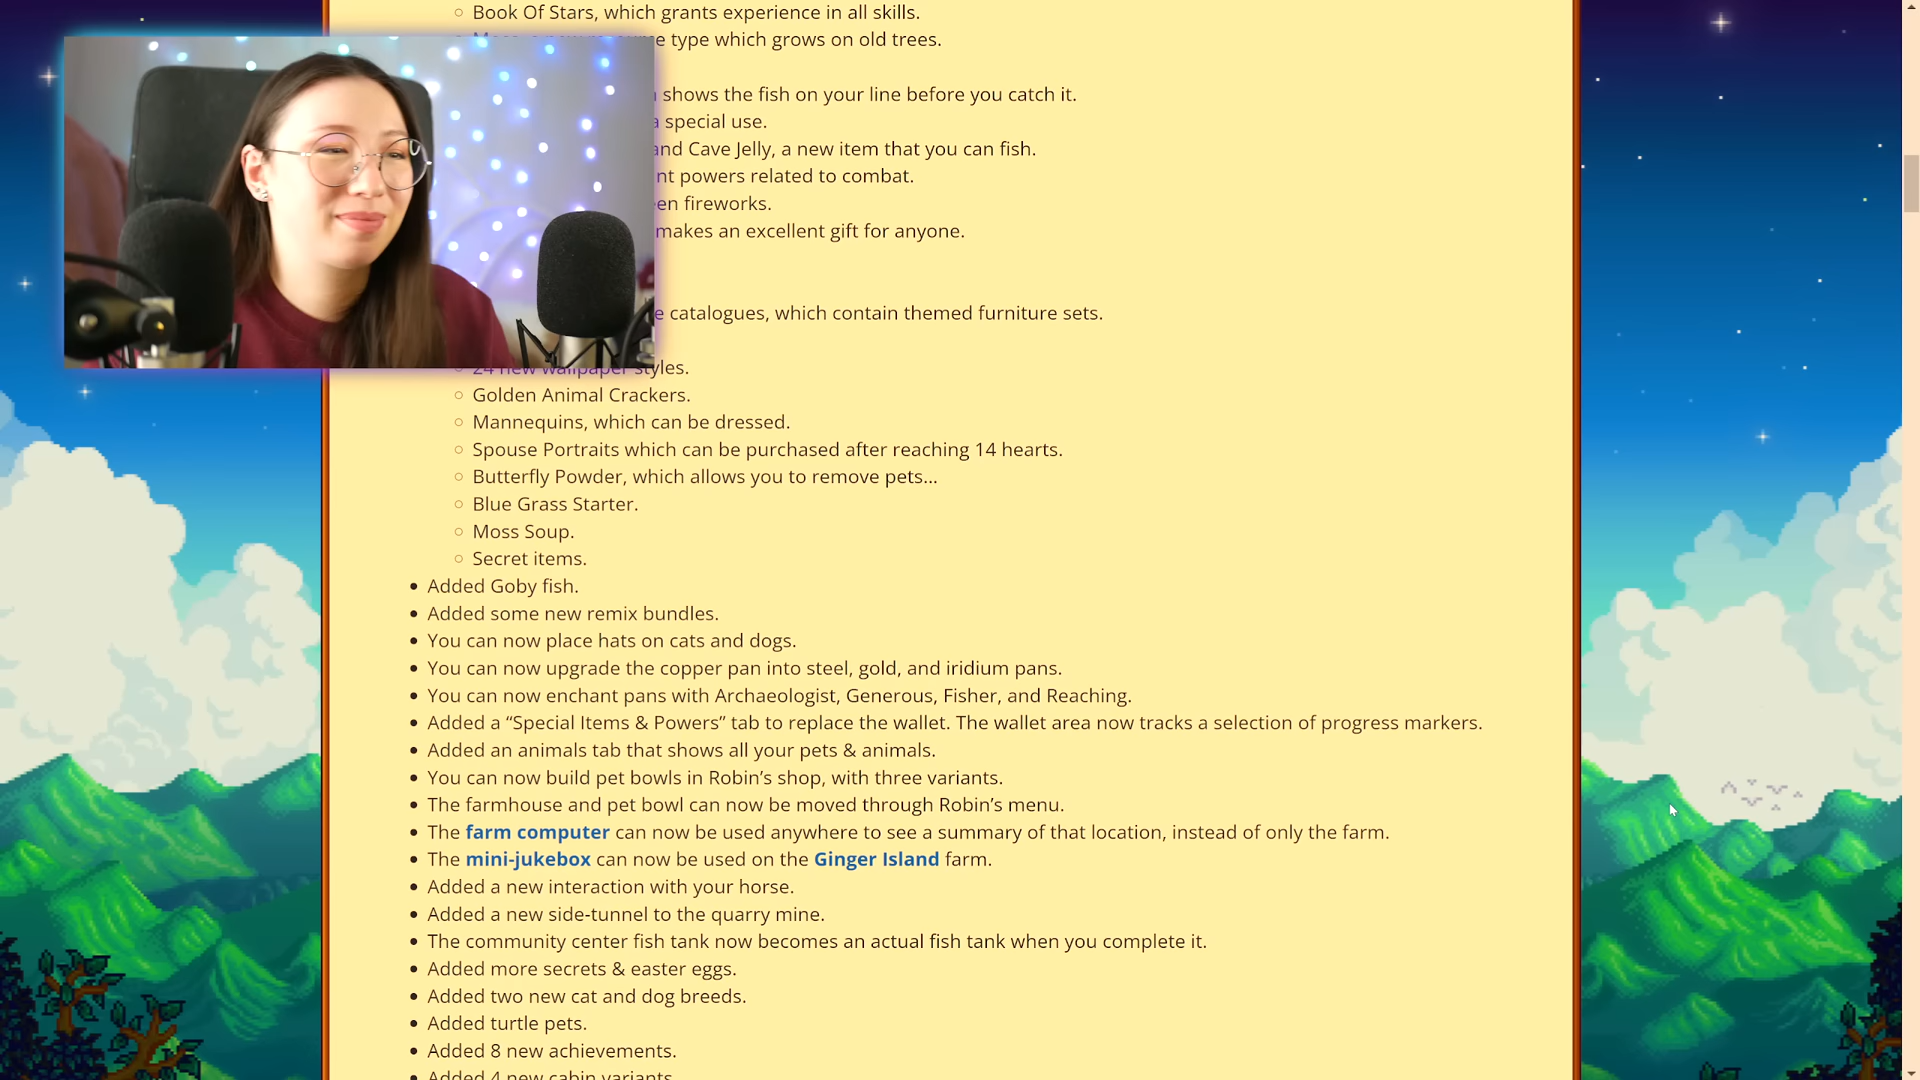 Book Of Stars, which grants experience in all skills.
type which grows on old trees.
shows the fish on your line before you catch it.
a special use.
and Cave Jelly, a new item that you can fish.
powers related to combat.
fireworks.
makes an excellent gift for anyone.
catalogues, which contain themed furniture sets.
24 new wallpaper styles.
Golden Animal Crackers.
Mannequins, which can be dressed.
Spouse Portraits which can be purchased after reaching 14 hearts.
Butterfly Powder, which allows you to remove pets…
Blue Grass Starter.
Moss Soup.
Secret items.
Added Goby fish.
Added some new remix bundles.
You can now place hats on cats and dogs.
You can now upgrade the copper pan into steel, gold, and iridium pans.
You can now enchant pans with Archaeologist, Generous, Fisher, and Reaching.
Added a “Special Items & Powers” tab to replace the wallet. The wallet area now tracks a selection of progress markers.
Added an animals tab that shows all your pets & animals.
You can now build pet bowls in Robin’s shop, with three variants.
The farmhouse and pet bowl can now be moved through Robin’s menu.
The farm computer can now be used anywhere to see a summary of that location, instead of only the farm.
The mini-jukebox can now be used on the Ginger Island farm.
Added a new interaction with your horse.
Added a new side-tunnel to the quarry mine.
The community center fish tank now becomes an actual fish tank when you complete it.
Added more secrets & easter eggs.
Added two new cat and dog breeds.
Added turtle pets.
Added 8 new achievements.
Added 4 new cabin variants